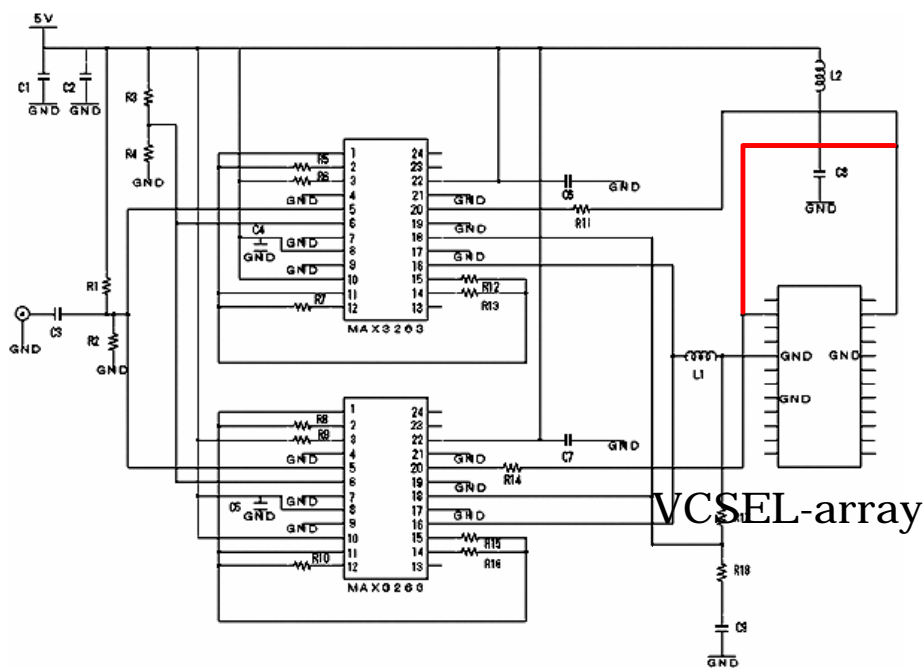 5V
C1
C2
GND
GND
R3
R4
GND
L2
C8
GND
R1
C3
GND
R2
GND
1 24
2 23
3 22
4 21
5 20
6 19
7 18
8 17
9 16
10 15
11 14
12 13
MAX3263
R5
R6
GND
C4
GND
GND
GND
R7
GND
GND
GND
C6
GND
R11
R12
R13
L1
GND
GND
GND
1 24
2 23
3 22
4 21
5 20
6 19
7 18
8 17
9 16
10 15
11 14
12 13
R8
R9
GND
GND
GND
GND
R10
GND
GND
GND
C7
GND
R14
R15
R16
VCSEL-array
R18
C9
GND